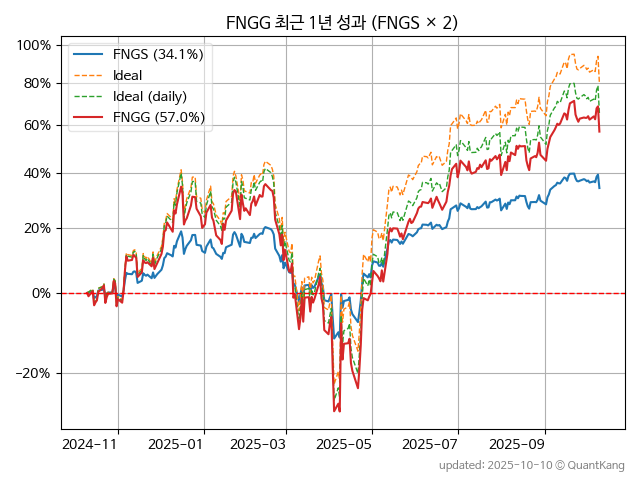 FNGG 최근 1년 성과 (FNGS × 2)
100%
80%
60%
40%
20%
0%
−20%
FNGS (34.1%)
Ideal
Ideal (daily)
FNGG (57.0%)
2024-11
2025-01
2025-03
2025-05
2025-07
2025-09
updated: 2025-10-10 © QuantKang